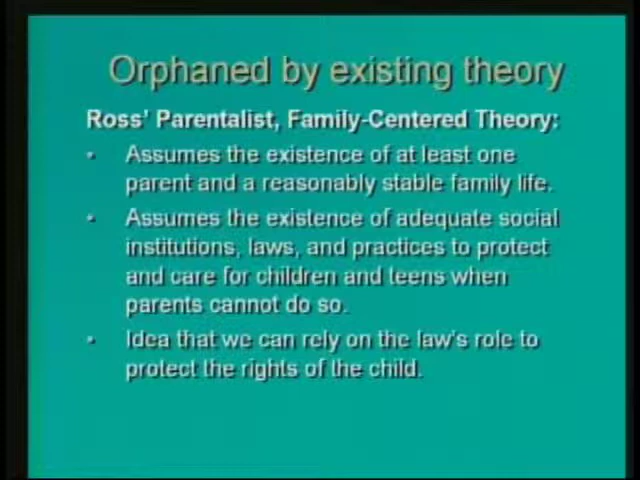 Orphaned by existing theory
Ross' Parentalist, Family-Centered Theory:
• Assumes the existence of at least one
parent and a reasonably stable family life.
• Assumes the existence of adequate social
institutions, laws, and practices to protect
and care for children and teens when
parents cannot do so.
• Idea that we can rely on the law's role to
protect the rights of the child.